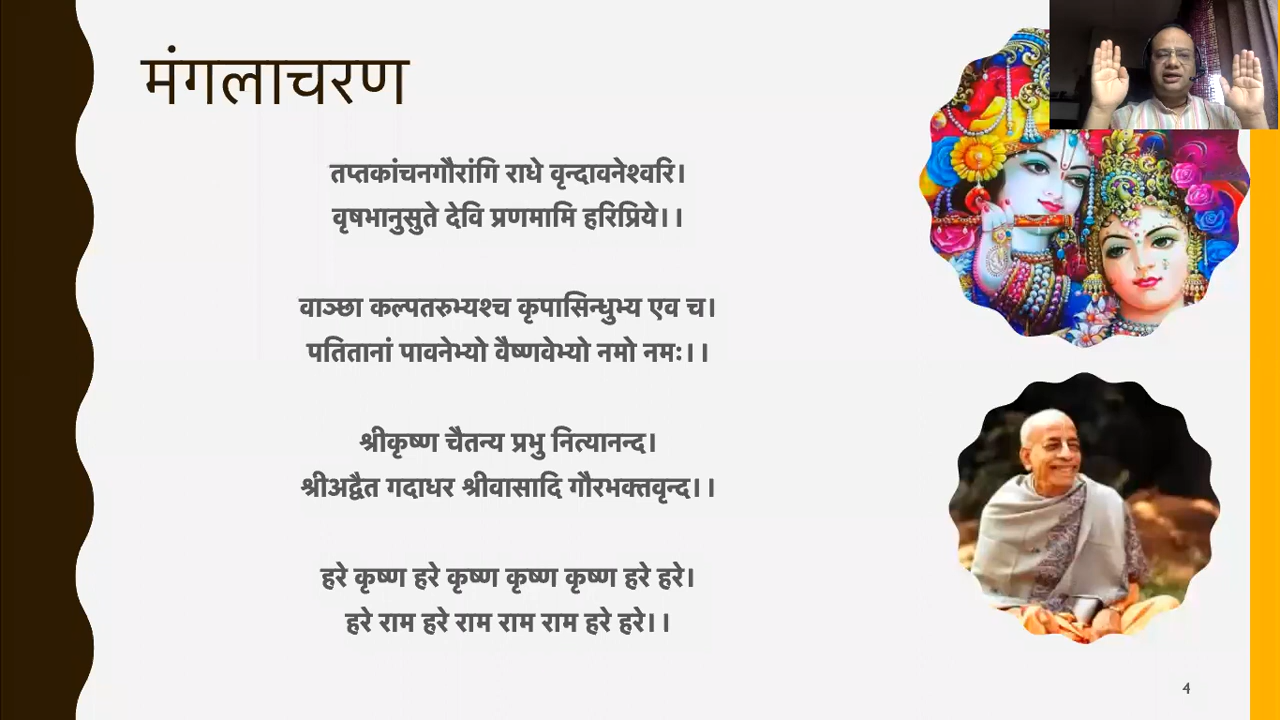 मंगलाचरण
तप्तकांचनगौरांगि राधे वृन्दावनेश्वरि।
वृषभानुसुते देवि प्रणमामि हरिप्रिये।।
वाञ्छा कल्पतरुभ्यश्च कृपासिन्धुभ्य एव च।
पतितानां पावनेभ्यो वैष्णवेभ्यो नमो नमः।।
श्रीकृष्ण चैतन्य प्रभु नित्यानन्द।
श्रीअद्वैत गदाधर श्रीवासादि गौरभक्तवृन्द।।
हरे कृष्ण हरे कृष्ण कृष्ण कृष्ण हरे हरे।
हरे राम हरे राम राम राम हरे हरे।।
4